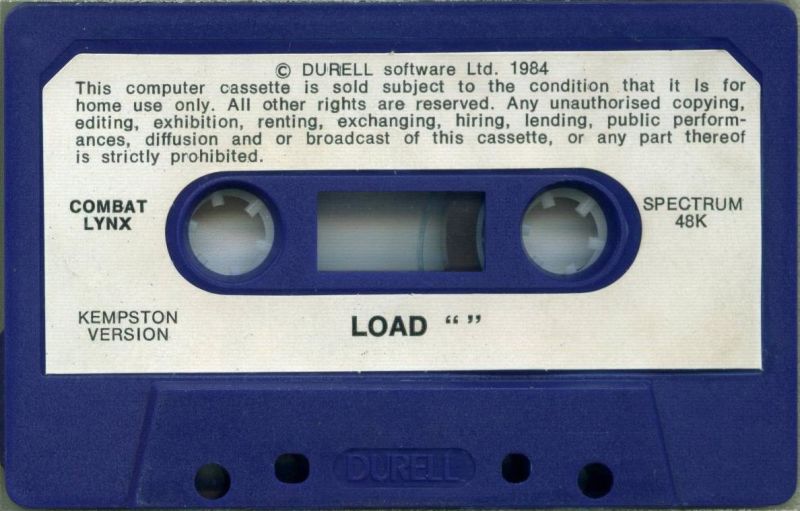 © DURELL software Ltd. 1984
This computer cassette is sold subject to the condition that it is for
home use only. All other rights are reserved. Any unauthorised copying,
editing, exhibition, renting, exchanging, hiring, lending, public perform-
ances, diffusion and or broadcast of this cassette, or any part thereof
is strictly prohibited.
COMBAT
LYNX
SPECTRUM
48K
KEMPSTON
VERSION
LOAD “ ”
DURELL